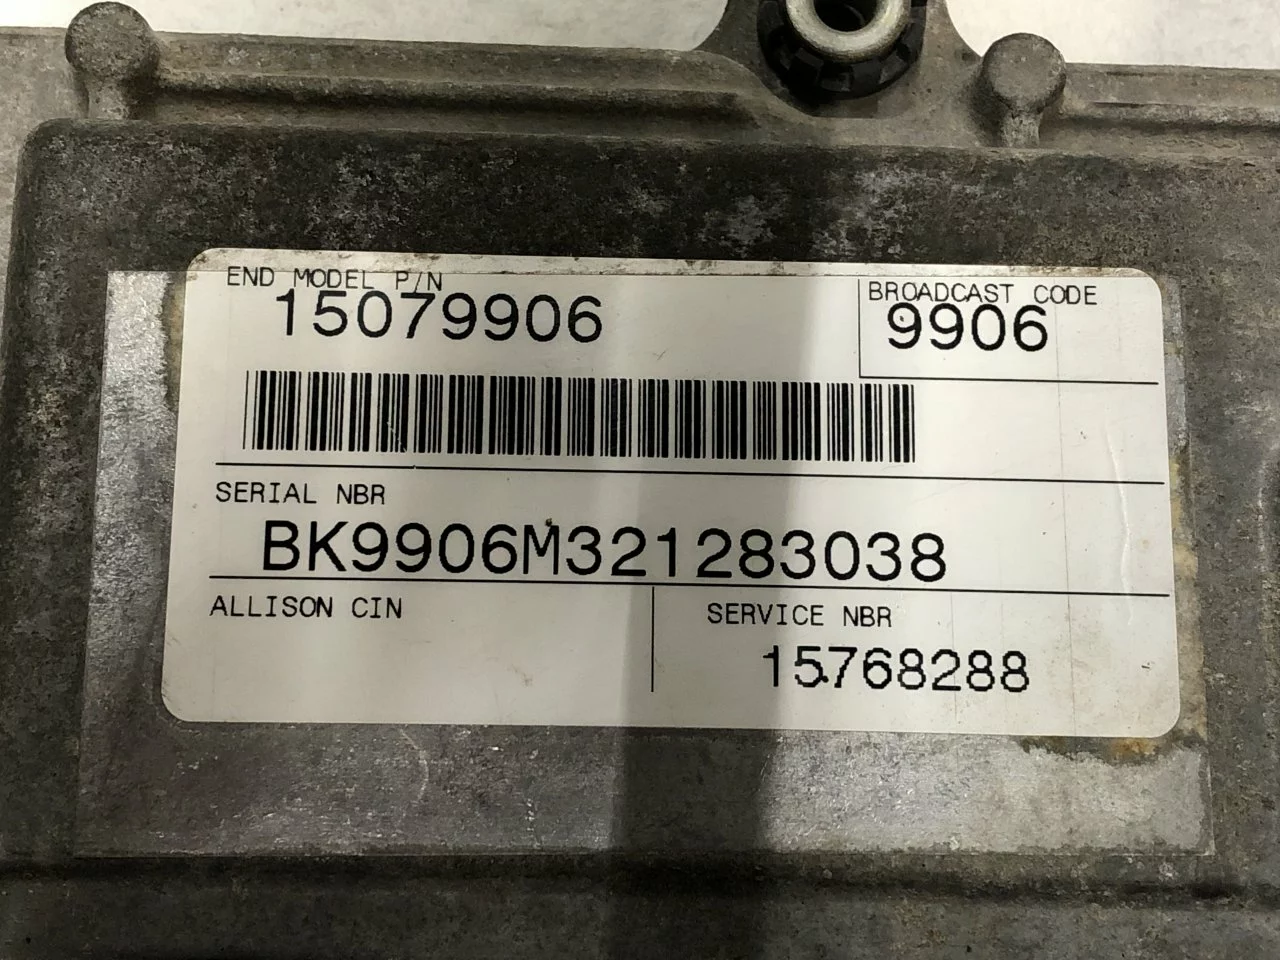 END MODEL P/N
15079906
BROADCAST CODE
9906
SERIAL NBR
BK9906M321283038
ALLISON CIN
SERVICE NBR
15768288